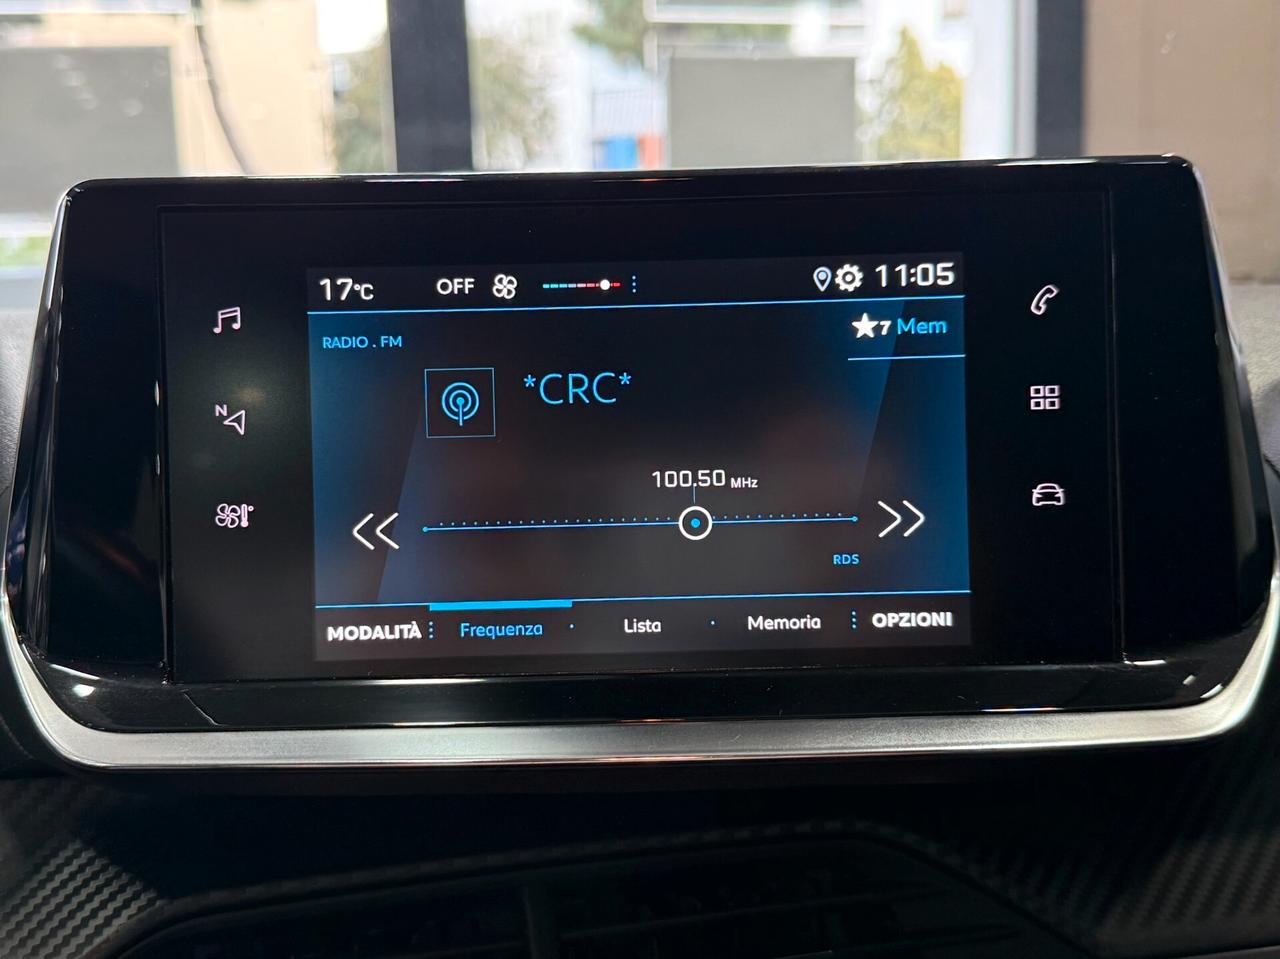 17°C OFF 11:05
RADIO . FM
7 Mem
*CRC*
N
100.50 MHz
RDS
MODALITÀ Frequenza Lista Memoria OPZIONI